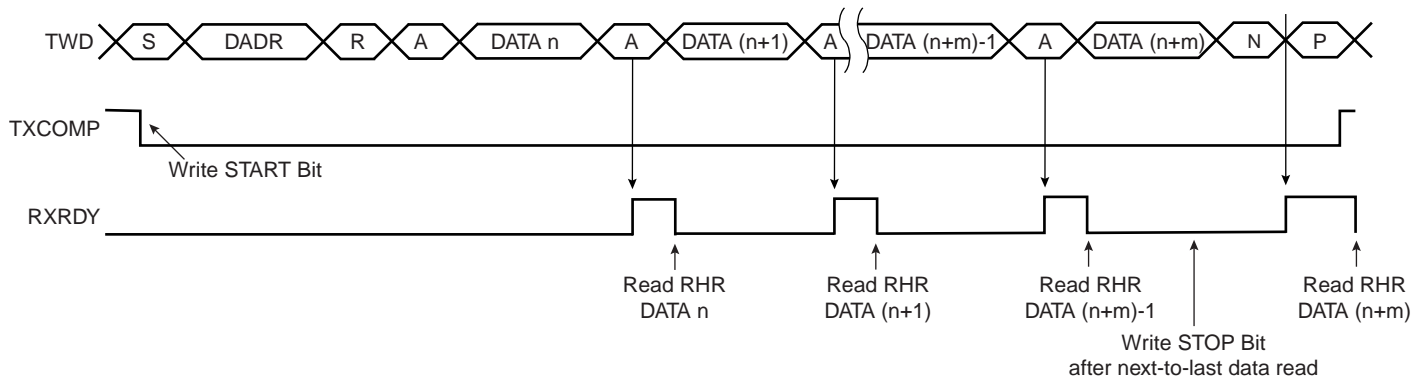 TWD S DADR R A DATA n A DATA (n+1) A DATA (n+m)-1 A DATA (n+m) N P
TXCOMP
Write START Bit
RXRDY
Read RHR Read RHR Read RHR Read RHR
DATA n DATA (n+1) DATA (n+m)-1 DATA (n+m)
Write STOP Bit
after next-to-last data read